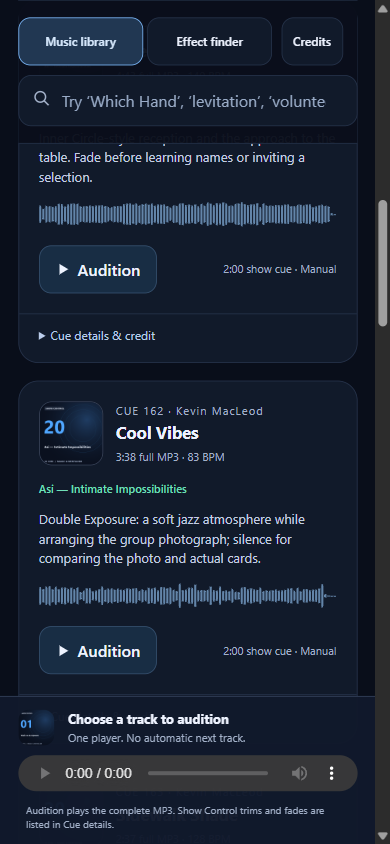 Music library
Effect finder
Credits
Try ‘Which Hand’, ‘levitation’, ‘volunte
table. Fade before learning names or inviting a
selection.
Audition
2:00 show cue · Manual
Cue details & credit
20
Asi — Intimate Impossibilities
CUE 162 · Kevin MacLeod
Cool Vibes
3:38 full MP3 · 83 BPM
Asi — Intimate Impossibilities
Double Exposure: a soft jazz atmosphere while
arranging the group photograph; silence for
comparing the photo and actual cards.
Audition
2:00 show cue · Manual
01
Choose a track to audition
One player. No automatic next track.
0:00 / 0:00
Audition plays the complete MP3. Show Control trims and fades are
listed in Cue details.